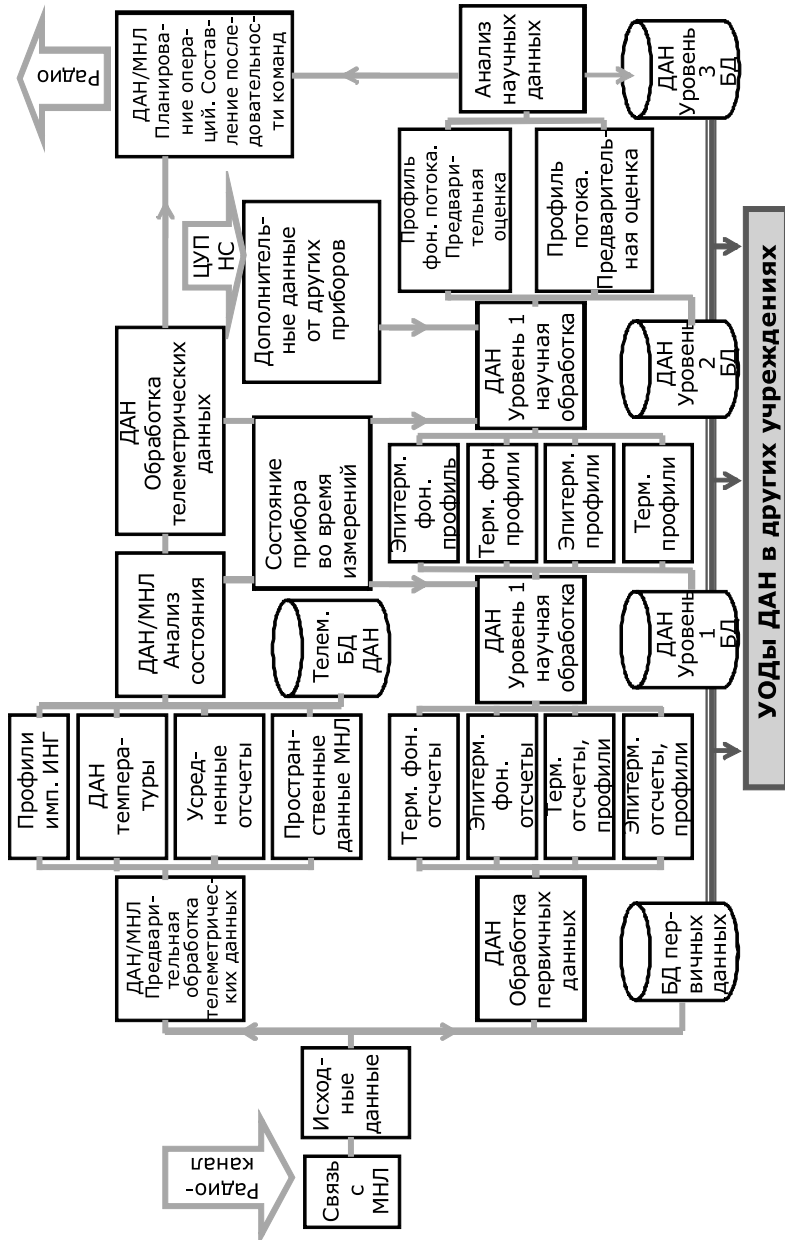 Радио-
канал
Связь
с
МНЛ
Исход-
ные
данные
ДАН/МНЛ
Предвари-
тельная
обработка
телеметричес-
ких данных
Профили
имп. ИНГ
ДАН
темпера-
туры
Усред-
ненные
отсчеты
Простран-
ственные
данные МНЛ
ДАН/МНЛ
Анализ
состояния
Телем.
БД
ДАН
ДАН
Обработка
телеметрических
данных
Состояние
прибора
во время
измерений
ЦУП
НС
Дополнитель-
ные данные
от других
приборов
ДАН/МНЛ
Планирова-
ние опера-
ций. Состав-
ление после-
довательнос-
ти команд
Радио
ДАН
Обработка
первичных
данных
Терм. фон.
отсчеты
Эпитерм.
фон.
отсчеты
Терм.
отсчеты,
профили
Эпитерм.
отсчеты,
профили
ДАН
Уровень 1
научная
обработка
Эпитерм.
фон.
профиль
Терм. фон
профили
Эпитерм.
профили
Терм.
профили
ДАН
Уровень 1
научная
обработка
Профиль
фон. потока.
Предвари-
тельная
оценка
Профиль
потока.
Предваритель-
ная оценка
Анализ
научных
данных
БД пер-
вичных
данных
ДАН
Уровень
1
БД
ДАН
Уровень
2
БД
ДАН
Уровень
3
БД
УОДы ДАН в других учреждениях